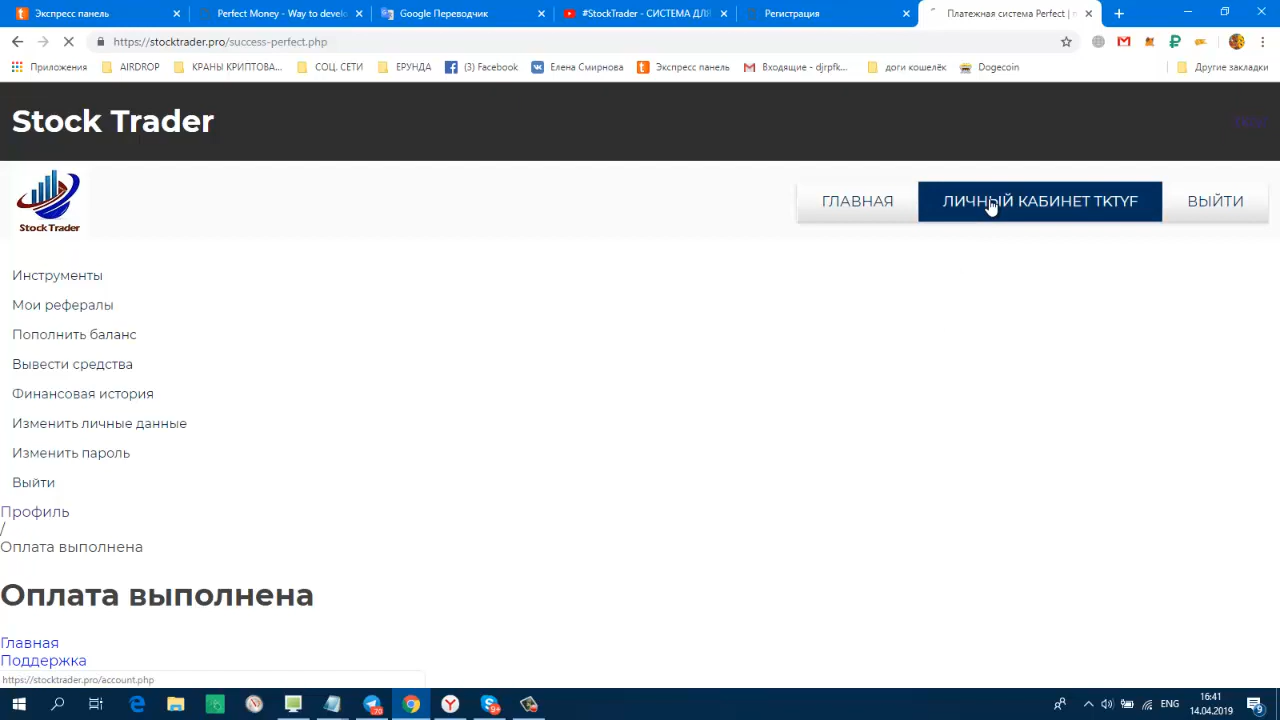 Экспресс панель
Perfect Money - Way to develo
Google Переводчик
#StockTrader - СИСТЕМА ДЛЯ
Регистрация
Платежная система Perfect | п
https://stocktrader.pro/success-perfect.php
Приложения
AIRDROP
КРАНЫ КРИПТОВА...
СОЦ. СЕТИ
ЕРУНДА
(3) Facebook
Елена Смирнова
Экспресс панель
Входящие - djrpfk...
доги кошелёк
Dogecoin
Другие закладки
Stock Trader
Stock Trader
ГЛАВНАЯ
ЛИЧНЫЙ КАБИНЕТ TKTYF
ВЫЙТИ
Инструменты
Мои рефералы
Пополнить баланс
Вывести средства
Финансовая история
Изменить личные данные
Изменить пароль
Выйти
Профиль
/
Оплата выполнена
Оплата выполнена
Главная
Поддержка
https://stocktrader.pro/account.php
ENG
16:41
14.04.2019